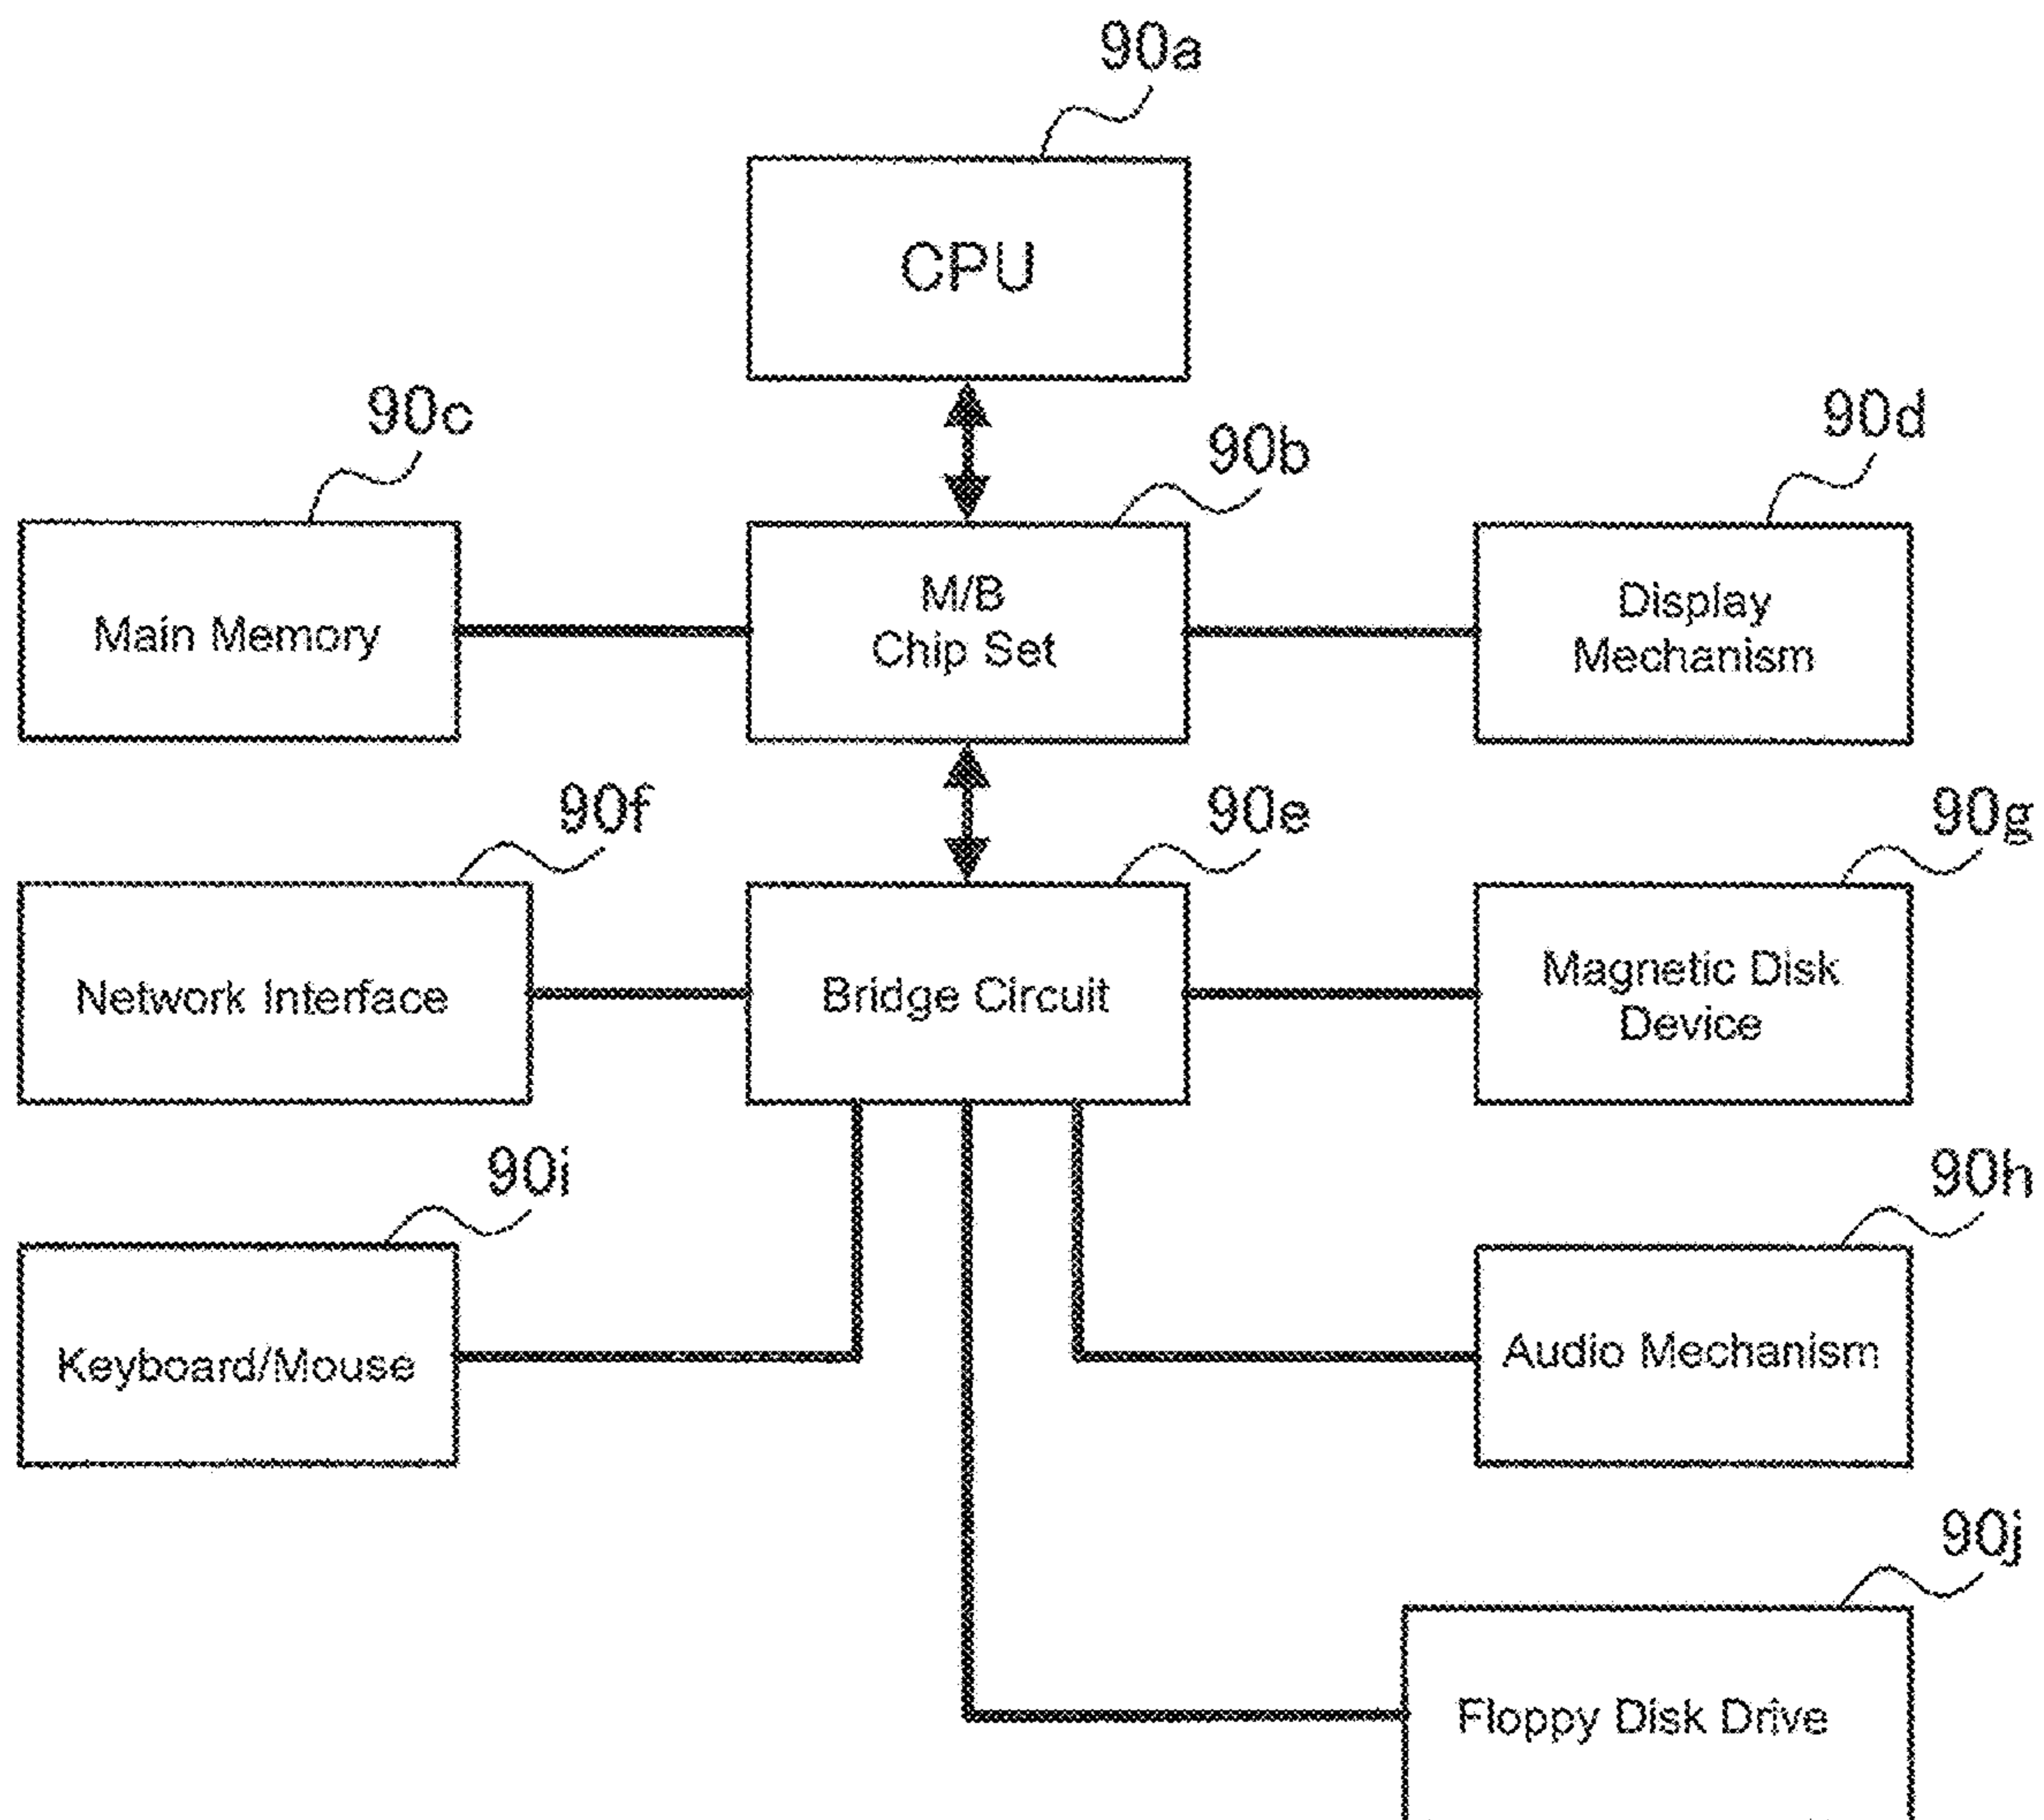 90a
CPU
90c
90b
90d
Main Memory
M/B
Chip Set
Display
Mechanism
90f
90e
90g
Network Interface
Bridge Circuit
Magnetic Disk
Device
90i
90h
Keyboard/Mouse
Audio Mechanism
90j
Floppy Disk Drive